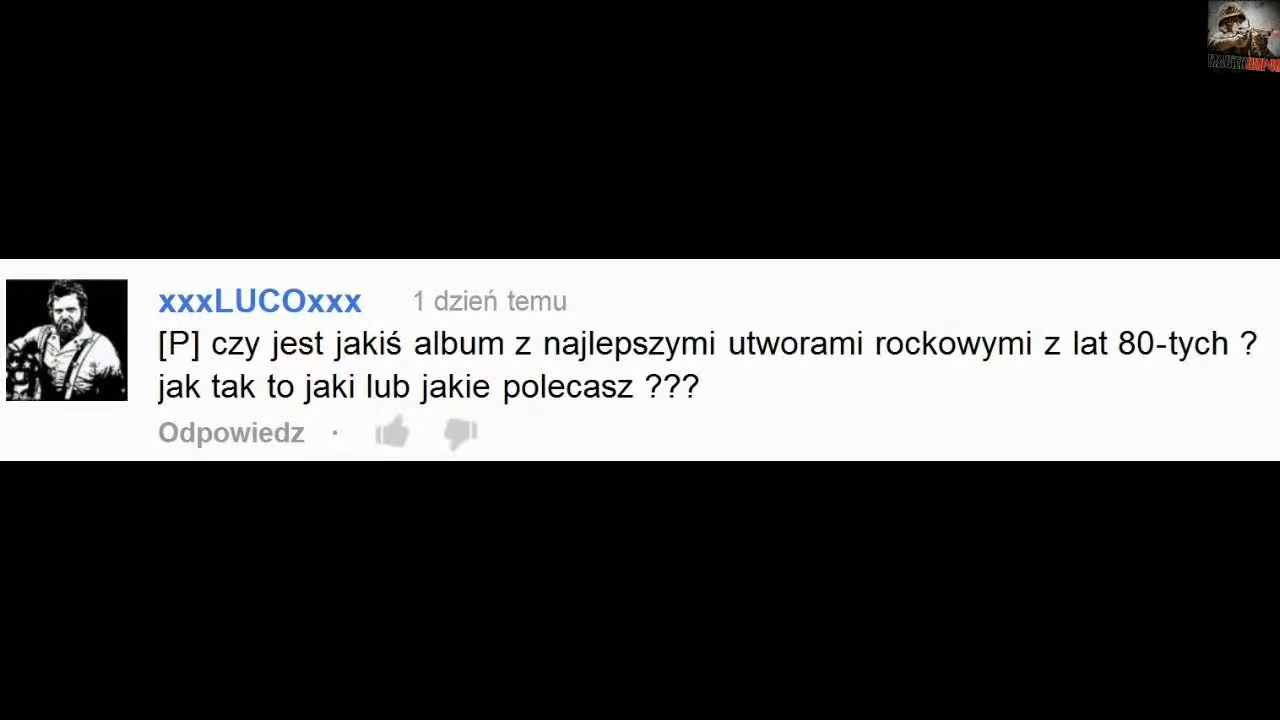 xxxLUCOxxx 1 dzień temu
[P] czy jest jakiś album z najlepszymi utworami rockowymi z lat 80-tych ?
jak tak to jaki lub jakie polecasz ???
Odpowiedz ·